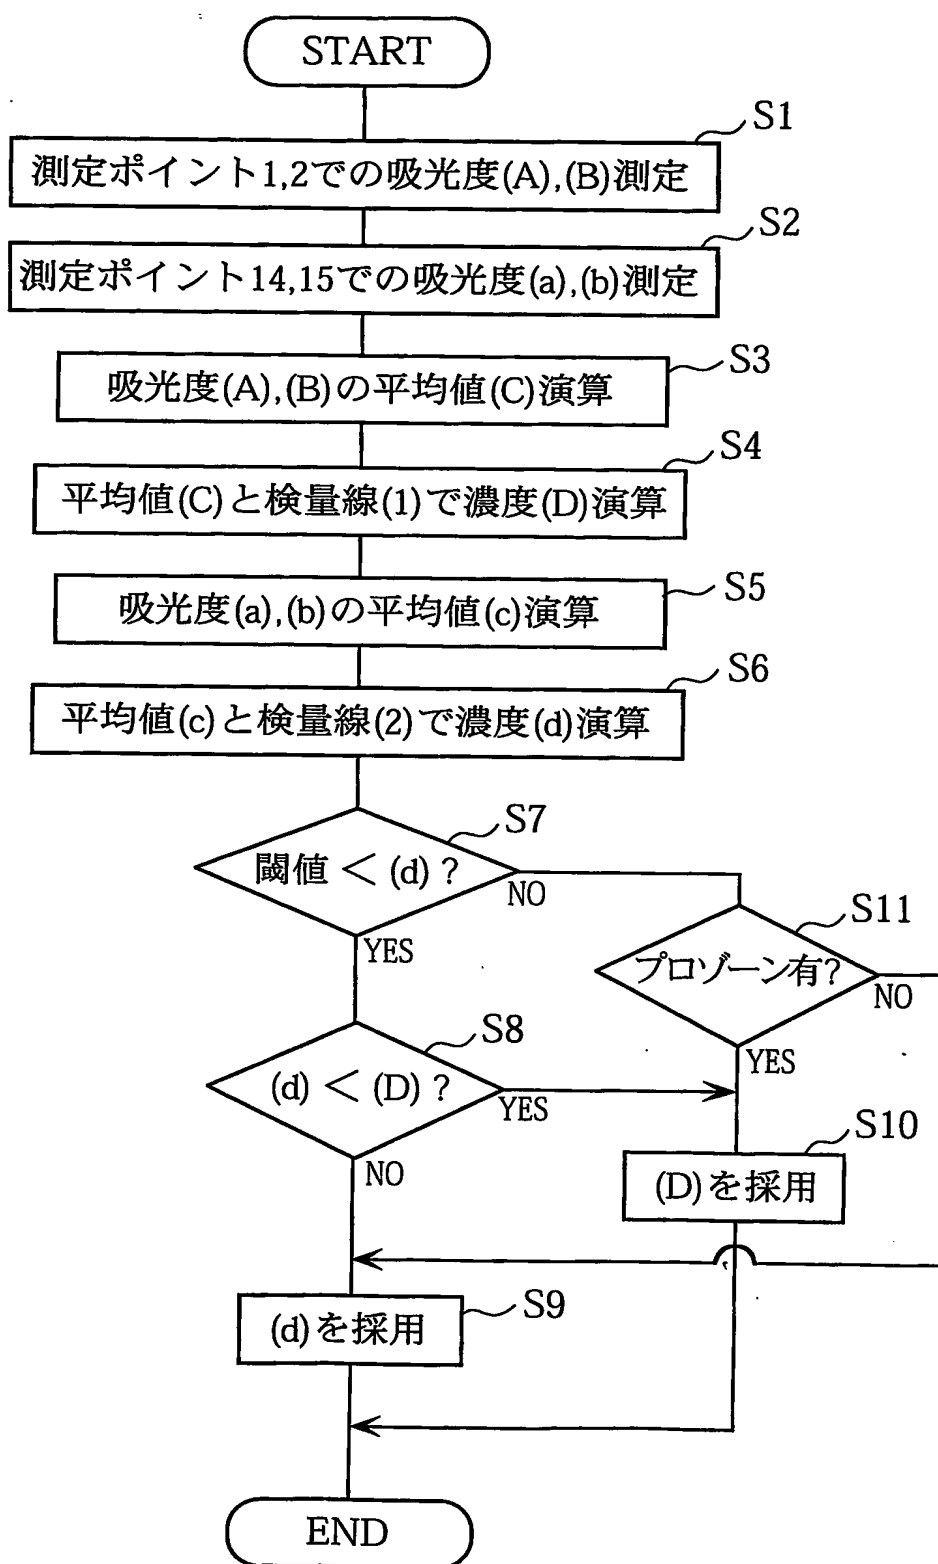 START
S1
測定ポイント1,2での吸光度(A),(B)測定
S2
測定ポイント14,15での吸光度(a),(b)測定
S3
吸光度(A),(B)の平均値(C)演算
S4
平均値(C)と検量線(1)で濃度(D)演算
S5
吸光度(a),(b)の平均値(c)演算
S6
平均値(c)と検量線(2)で濃度(d)演算
S7
閾値 < (d) ?
NO
YES
S11
プロゾーン有?
NO
YES
S8
(d) < (D) ?
YES
NO
S10
(D)を採用
S9
(d)を採用
END